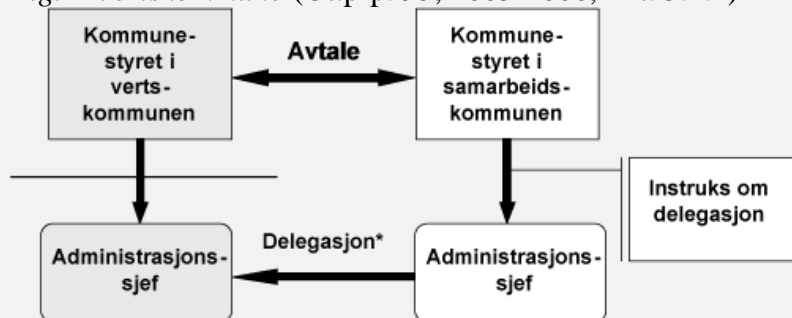 Kommune-
styret i
verts-
kommunen
Avtale
Kommune-
styret i
samarbeids-
kommunen
Instruks om
delegasjon
Administrasjons-
sjef
Delegasjon*
Administrasjons-
sjef